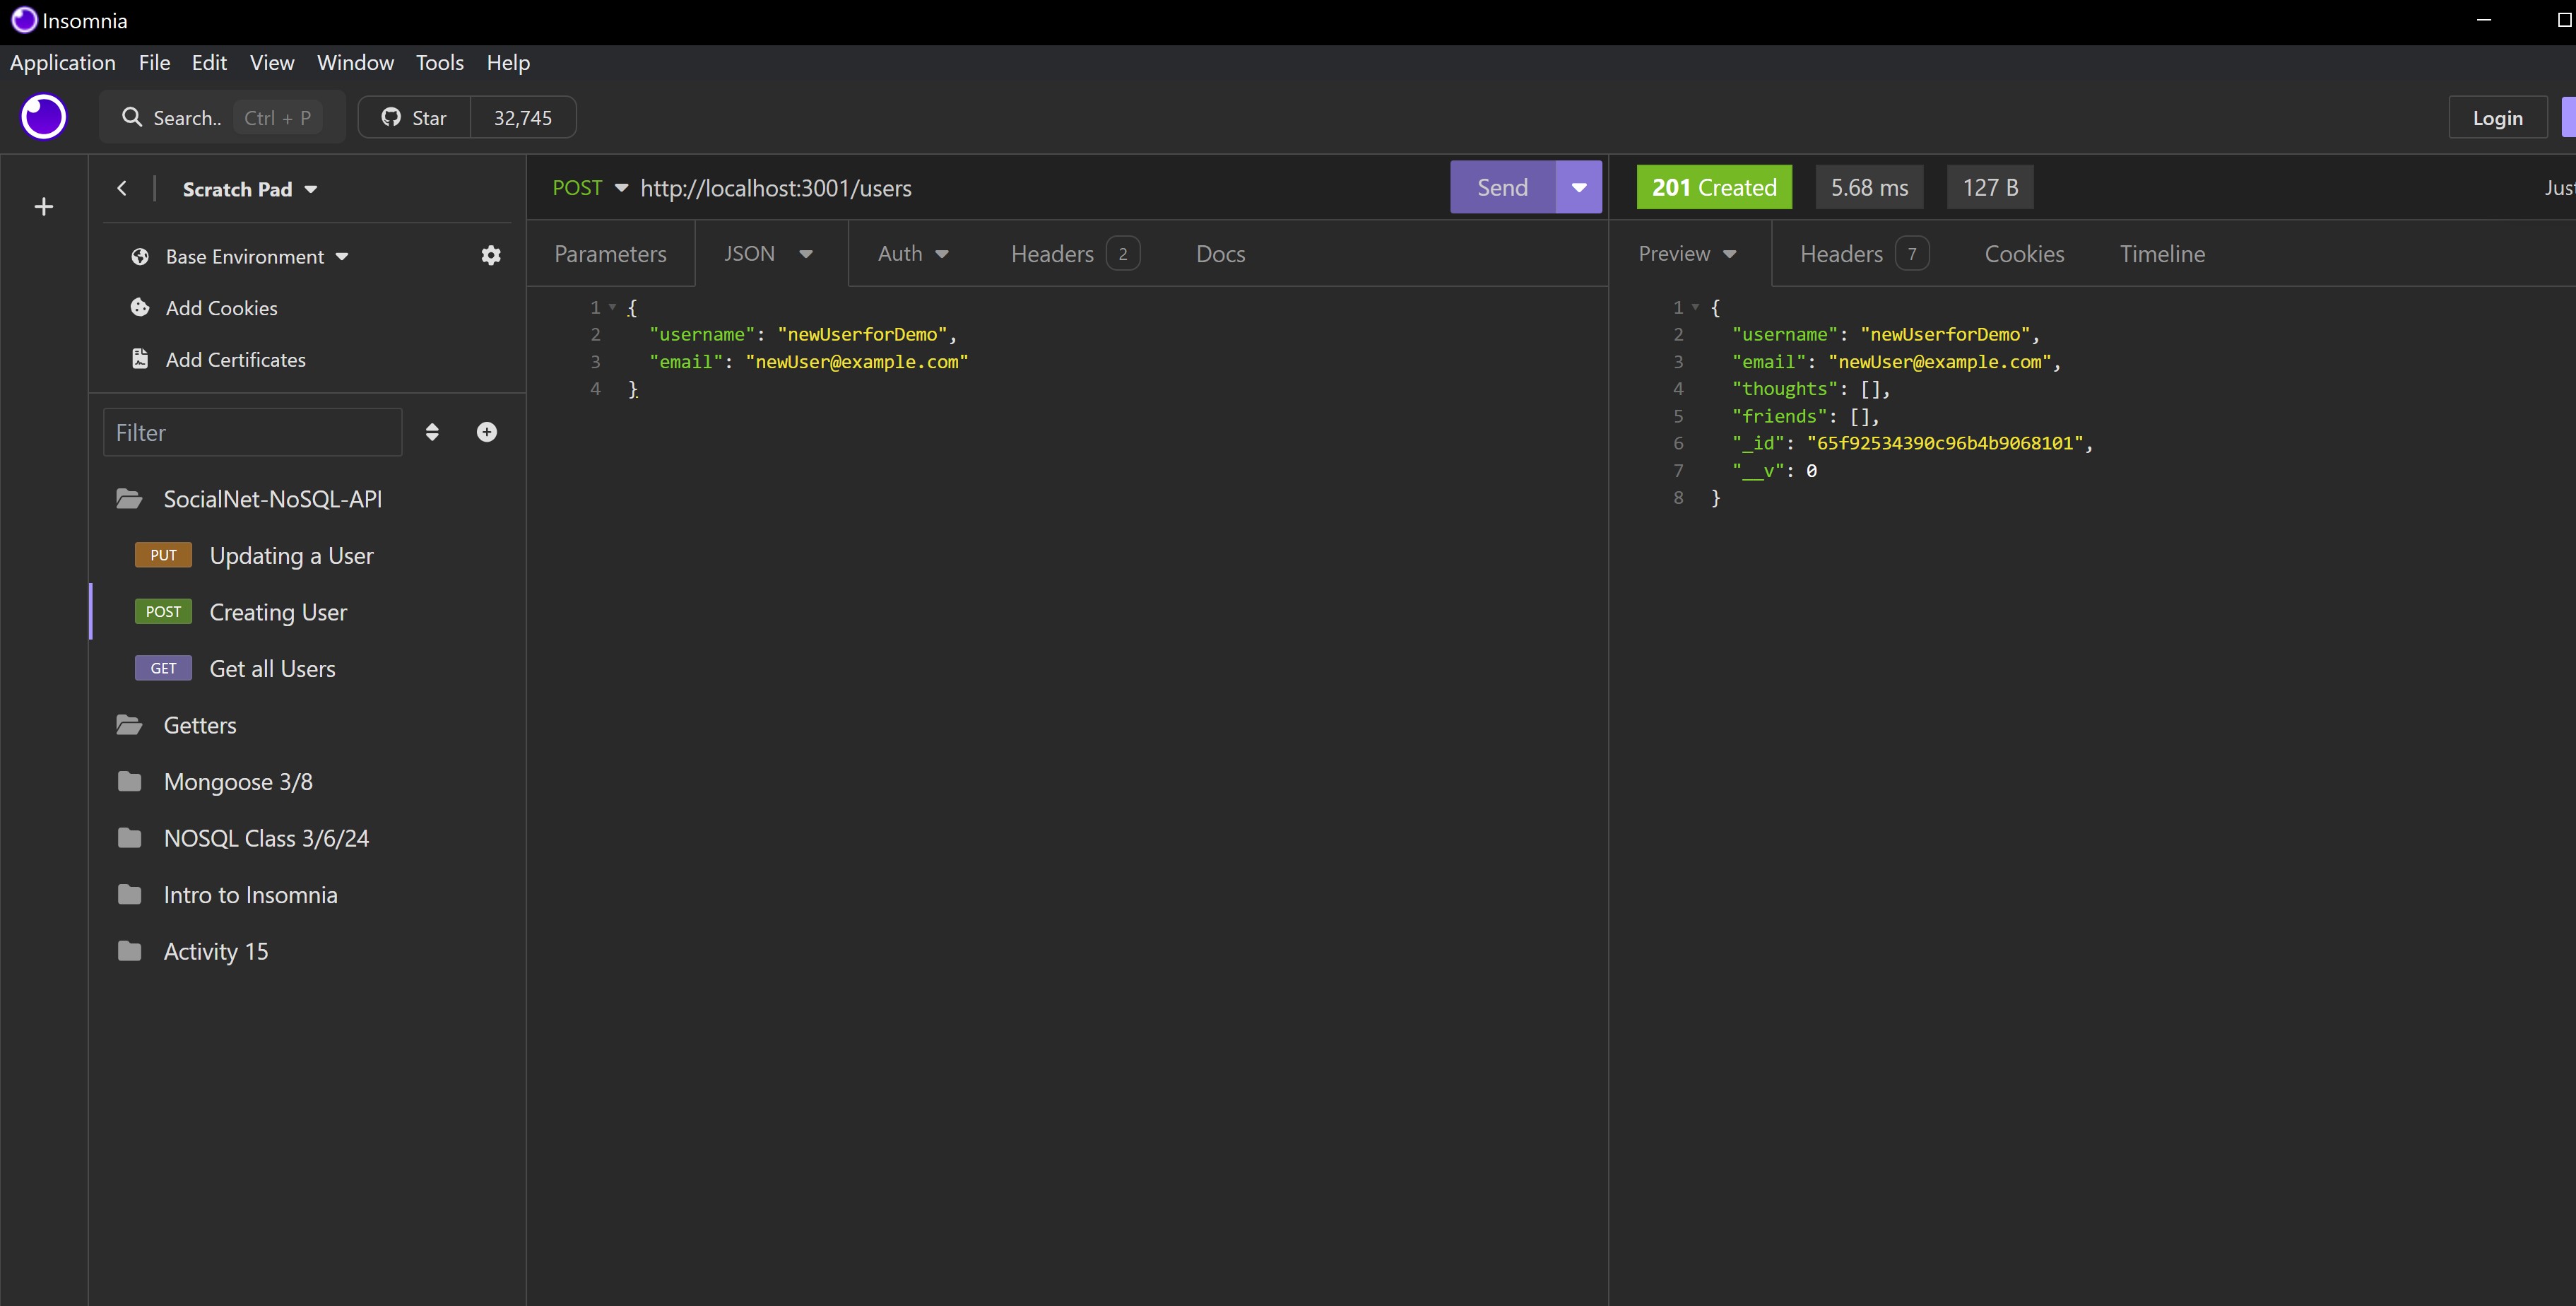 Insomnia
Application File Edit View Window Tools Help
Search.. Ctrl + P Star 32,745 Login
Scratch Pad
Base Environment
Add Cookies
Add Certificates
Filter
SocialNet-NoSQL-API
PUT Updating a User
POST Creating User
GET Get all Users
Getters
Mongoose 3/8
NOSQL Class 3/6/24
Intro to Insomnia
Activity 15
POST http://localhost:3001/users Send
Parameters JSON Auth Headers 2 Docs
1 {
2 "username": "newUserforDemo",
3 "email": "newUser@example.com"
4 }
201 Created 5.68 ms 127 B Jus
Preview Headers 7 Cookies Timeline
1 {
2 "username": "newUserforDemo",
3 "email": "newUser@example.com",
4 "thoughts": [],
5 "friends": [],
6 "_id": "65f92534390c96b4b9068101",
7 "__v": 0
8 }